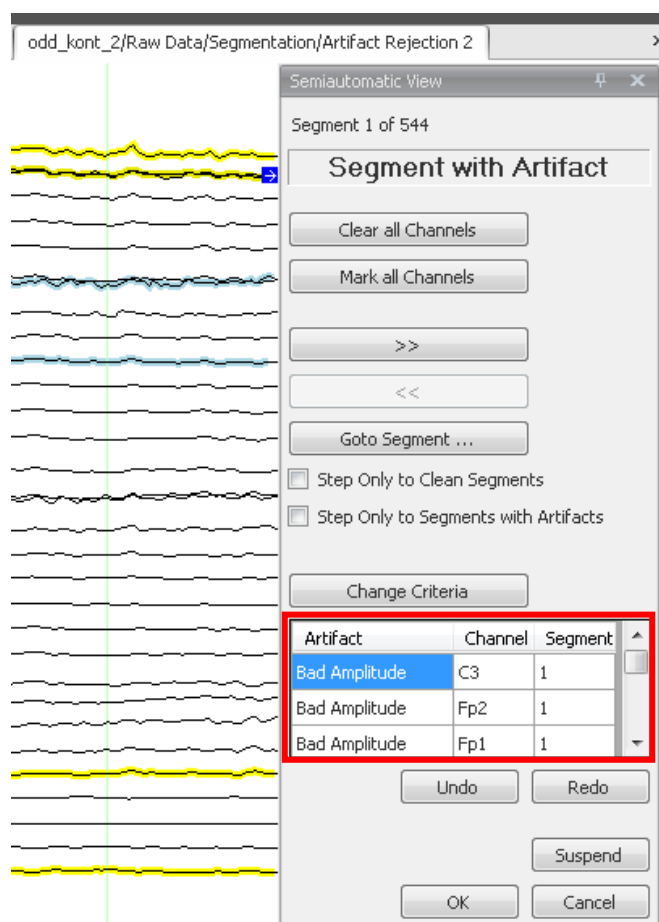 odd_kont_2/Raw Data/Segmentation/Artifact Rejection 2
Semiautomatic View
Segment 1 of 544
Segment with Artifact
Clear all Channels
Mark all Channels
>>
<<
Goto Segment ...
Step Only to Clean Segments
Step Only to Segments with Artifacts
Change Criteria
Artifact Channel Segment
Bad Amplitude C3 1
Bad Amplitude Fp2 1
Bad Amplitude Fp1 1
Undo Redo
Suspend
OK Cancel